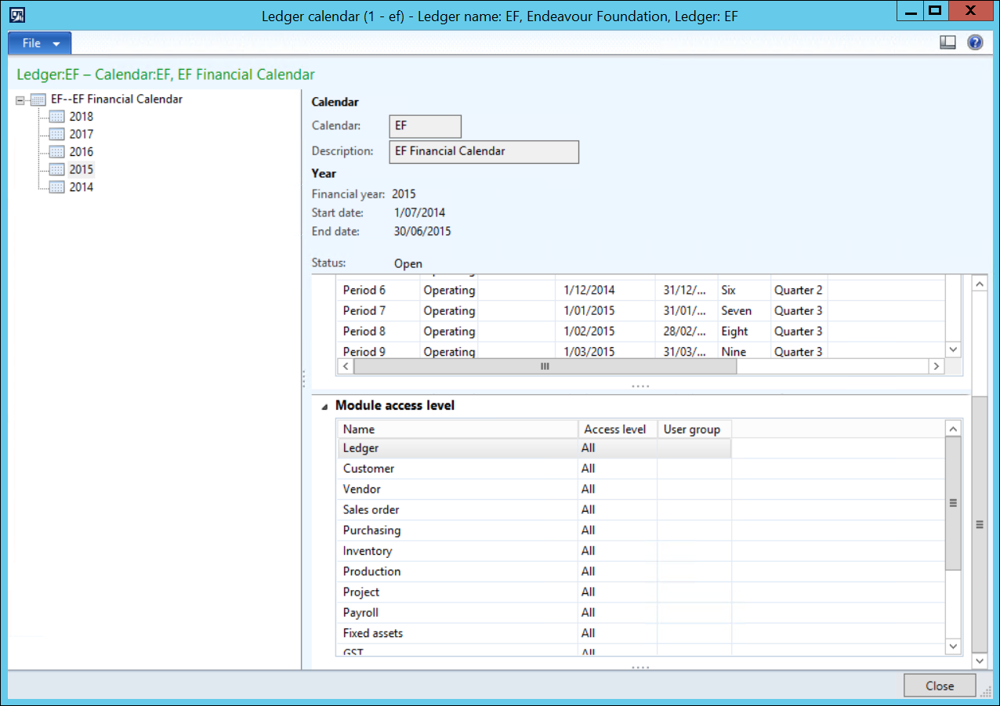 Ledger calendar (1 - ef) - Ledger name: EF, Endeavour Foundation, Ledger: EF
File
Ledger:EF – Calendar:EF, EF Financial Calendar
EF--EF Financial Calendar
2018
2017
2016
2015
2014
Calendar
Calendar: EF
Description: EF Financial Calendar
Year
Financial year: 2015
Start date: 1/07/2014
End date: 30/06/2015
Status: Open
Period 6 Operating 1/12/2014 31/12/... Six Quarter 2
Period 7 Operating 1/01/2015 31/01/... Seven Quarter 3
Period 8 Operating 1/02/2015 28/02/... Eight Quarter 3
Period 9 Operating 1/03/2015 31/03/... Nine Quarter 3
Module access level
Name Access level User group
Ledger All
Customer All
Vendor All
Sales order All
Purchasing All
Inventory All
Production All
Project All
Payroll All
Fixed assets All
GST All
Close